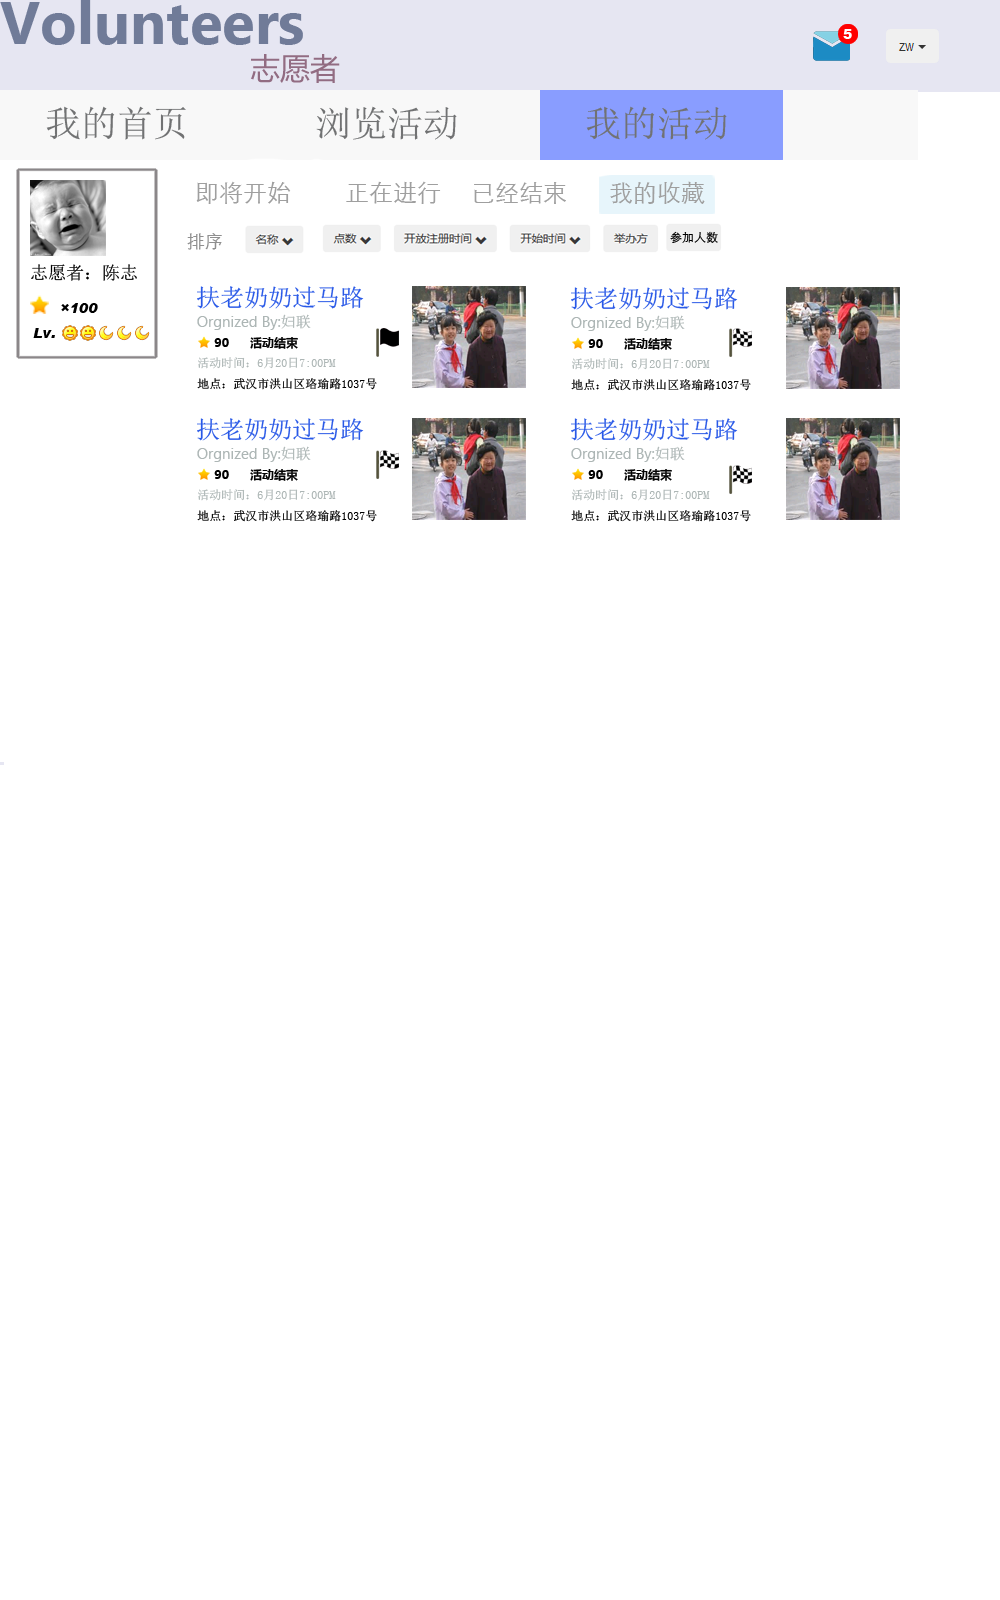 Volunteers
志愿者
5
ZW
我的首页 浏览活动 我的活动
即将开始 正在进行 已经结束 我的收藏
排序 名称 点数 开放注册时间 开始时间 举办方 参加人数
志愿者：陈志
×100
Lv.
扶老奶奶过马路
Orgnized By:妇联
90 活动结束
活动时间：6月20日7:00PM
地点：武汉市洪山区珞瑜路1037号
扶老奶奶过马路
Orgnized By:妇联
90 活动结束
活动时间：6月20日7:00PM
地点：武汉市洪山区珞瑜路1037号
扶老奶奶过马路
Orgnized By:妇联
90 活动结束
活动时间：6月20日7:00PM
地点：武汉市洪山区珞瑜路1037号
扶老奶奶过马路
Orgnized By:妇联
90 活动结束
活动时间：6月20日7:00PM
地点：武汉市洪山区珞瑜路1037号